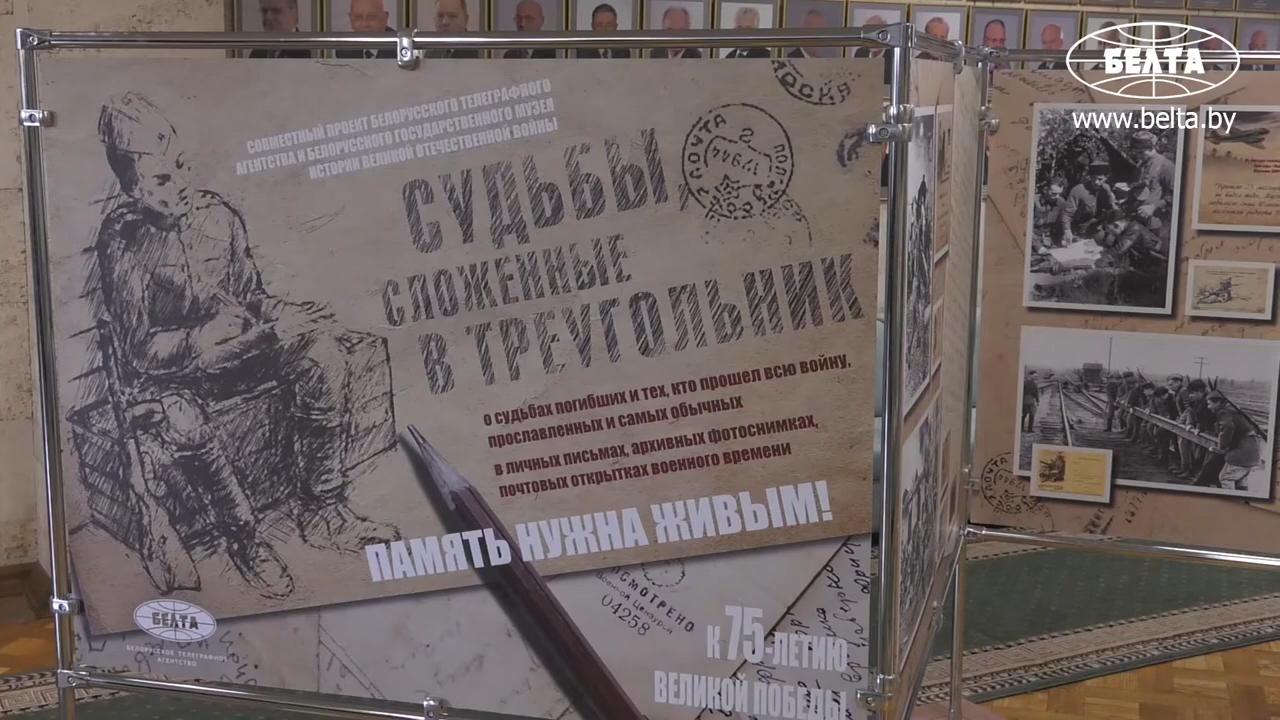 БЕЛТА
www.belta.by
СОВМЕСТНЫЙ ПРОЕКТ БЕЛОРУССКОГО ТЕЛЕГРАФНОГО
АГЕНТСТВА И БЕЛОРУССКОГО ГОСУДАРСТВЕННОГО МУЗЕЯ
ИСТОРИИ ВЕЛИКОЙ ОТЕЧЕСТВЕННОЙ ВОЙНЫ
СУДЬБЫ,
СЛОЖЕННЫЕ
В ТРЕУГОЛЬНИК
о судьбах погибших и тех, кто прошел всю войну,
прославленных и самых обычных
в личных письмах, архивных фотоснимках,
почтовых открытках военного времени
ПАМЯТЬ НУЖНА ЖИВЫМ!
ПРОСМОТРЕНО
Военной Цензурой
04258
К 75-ЛЕТИЮ
ВЕЛИКОЙ ПОБЕДЫ
БЕЛТА
БЕЛОРУССКОЕ ТЕЛЕГРАФНОЕ
АГЕНТСТВО